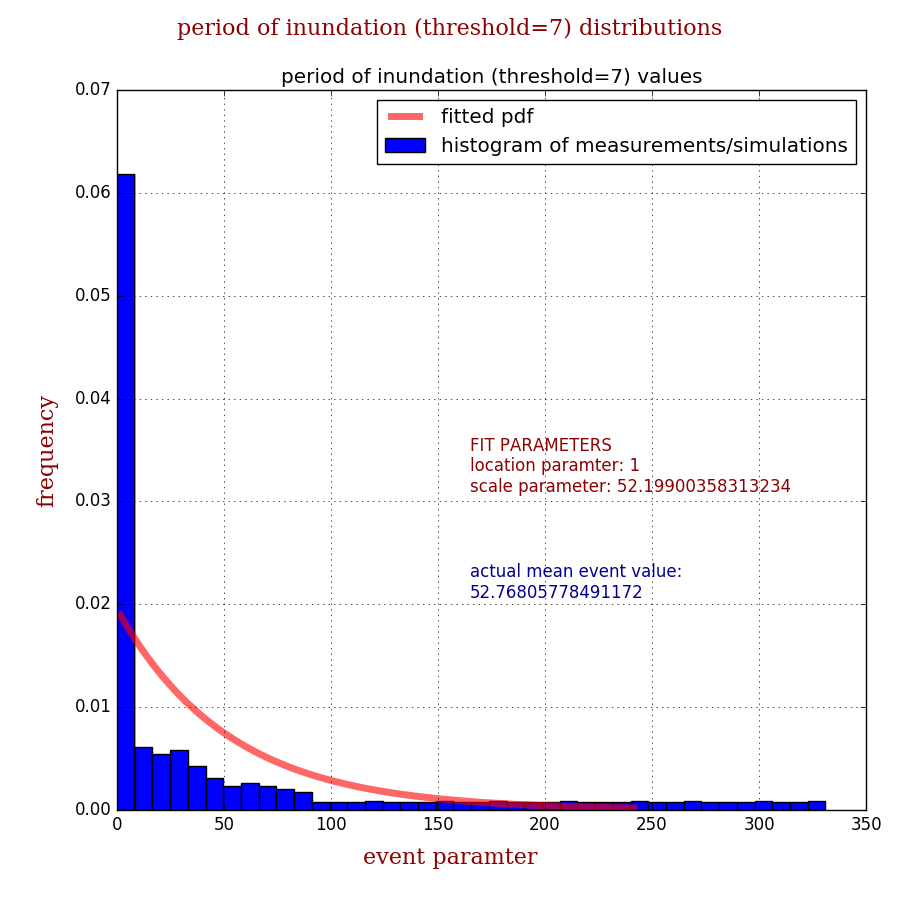 period of inundation (threshold=7) distributions
period of inundation (threshold=7) values
fitted pdf
histogram of measurements/simulations
0.07
0.06
0.05
0.04
0.03
0.02
0.01
0.00
frequency
FIT PARAMETERS
location paramter: 1
scale parameter: 52.19900358313234
actual mean event value:
52.76805778491172
0 50 100 150 200 250 300 350
event paramter